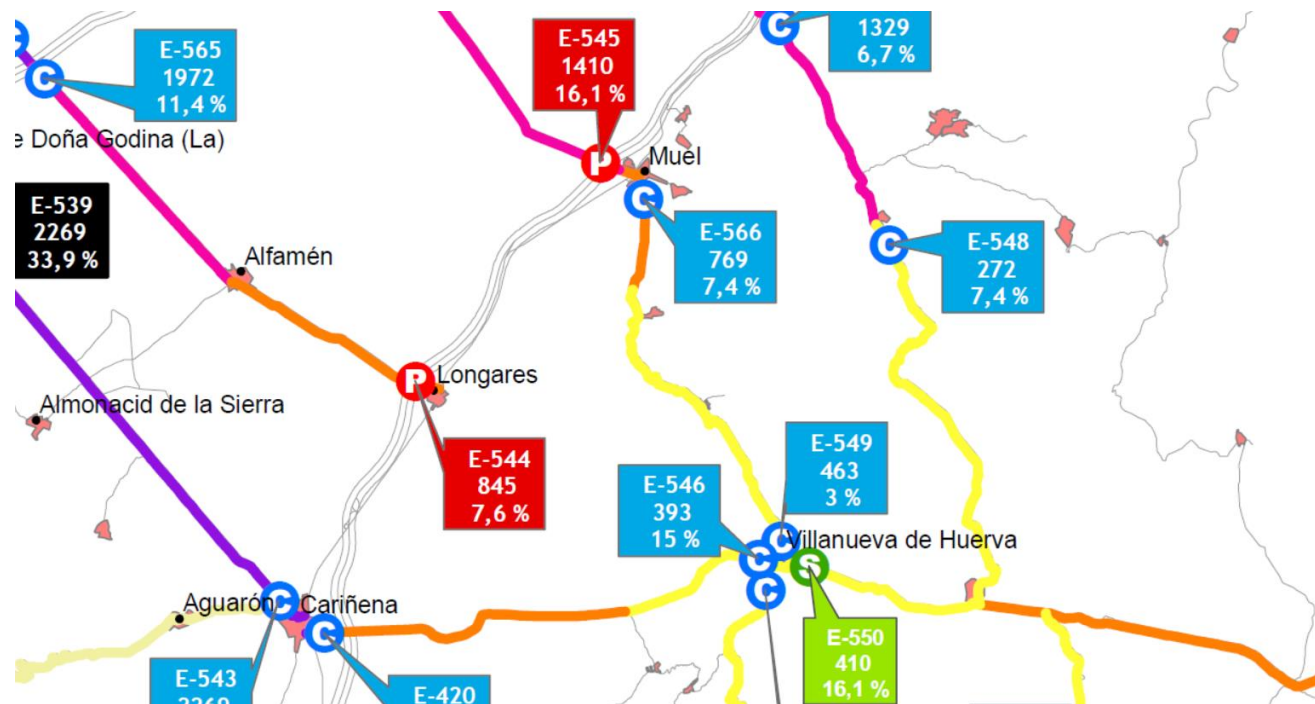 E-565
1972
11,4 %
E-545
1410
16,1 %
C
1329
6,7 %
C
e Doña Godina (La)
P
Muel
E-539
2269
33,9 %
C
E-566
769
7,4 %
C
E-548
272
7,4 %
Alfamén
P
Longares
Almonacid de la Sierra
E-544
845
7,6 %
E-549
463
3 %
E-546
393
15 %
C
Villanueva de Huerva
C
S
C
Aguarón
C
Cariñena
C
E-550
410
16,1 %
E-543
E-420